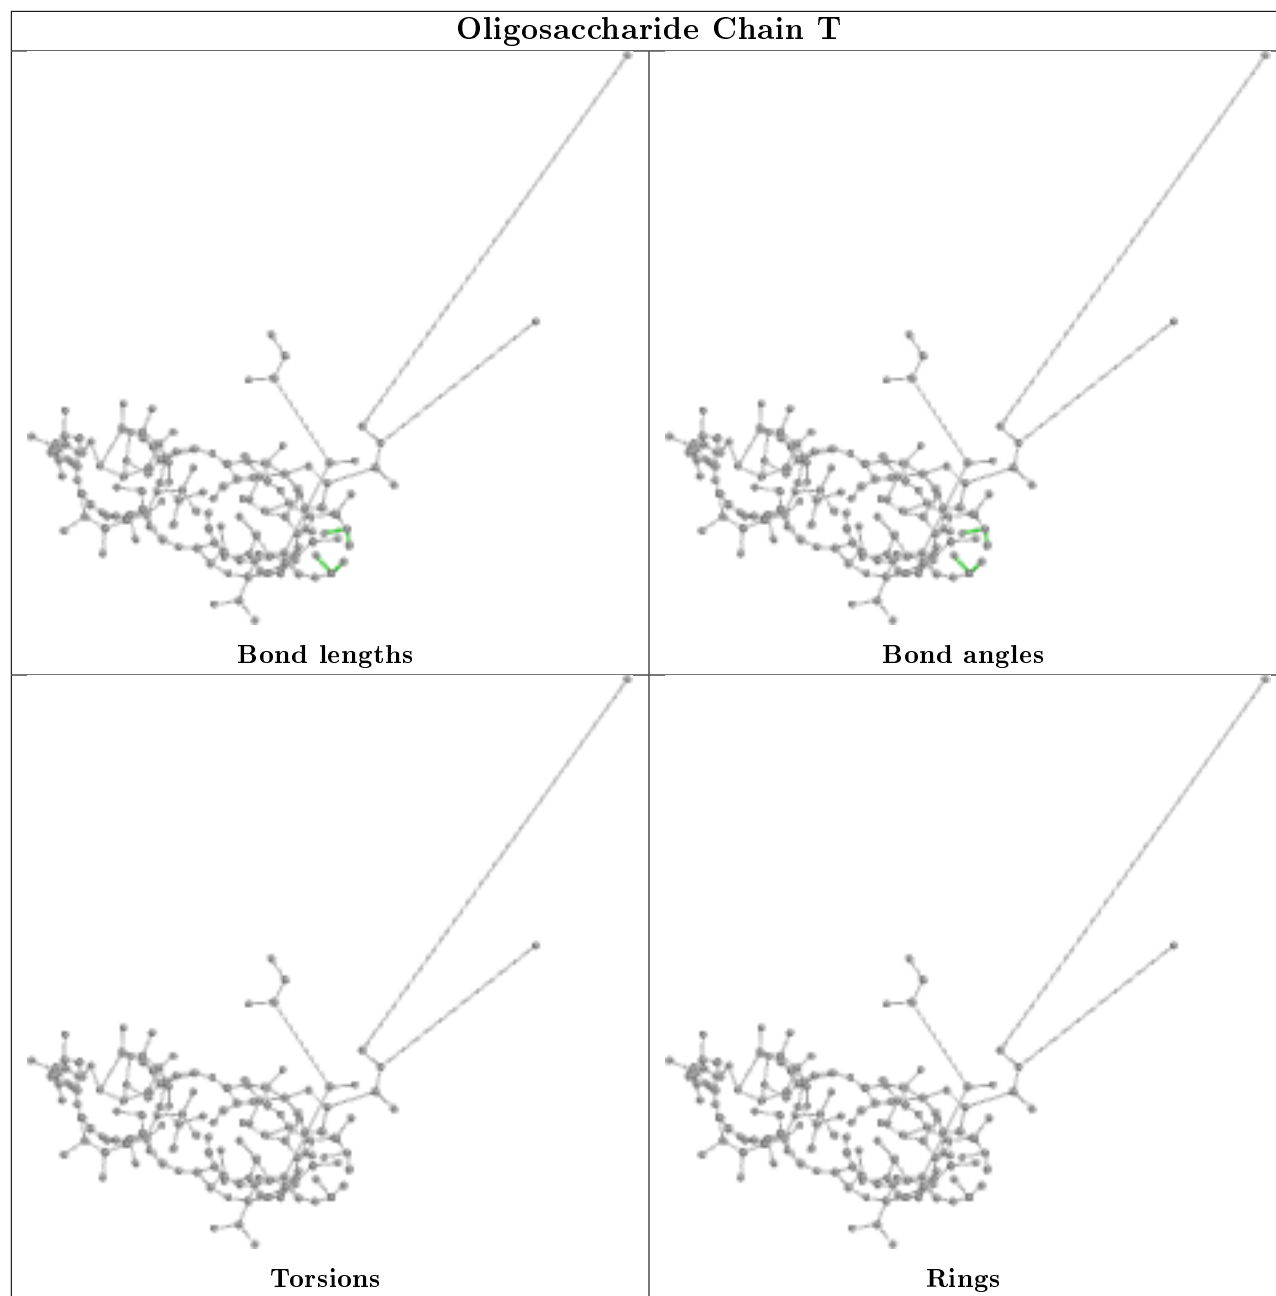 Oligosaccharide Chain T
Bond lengths
Bond angles
Torsions
Rings